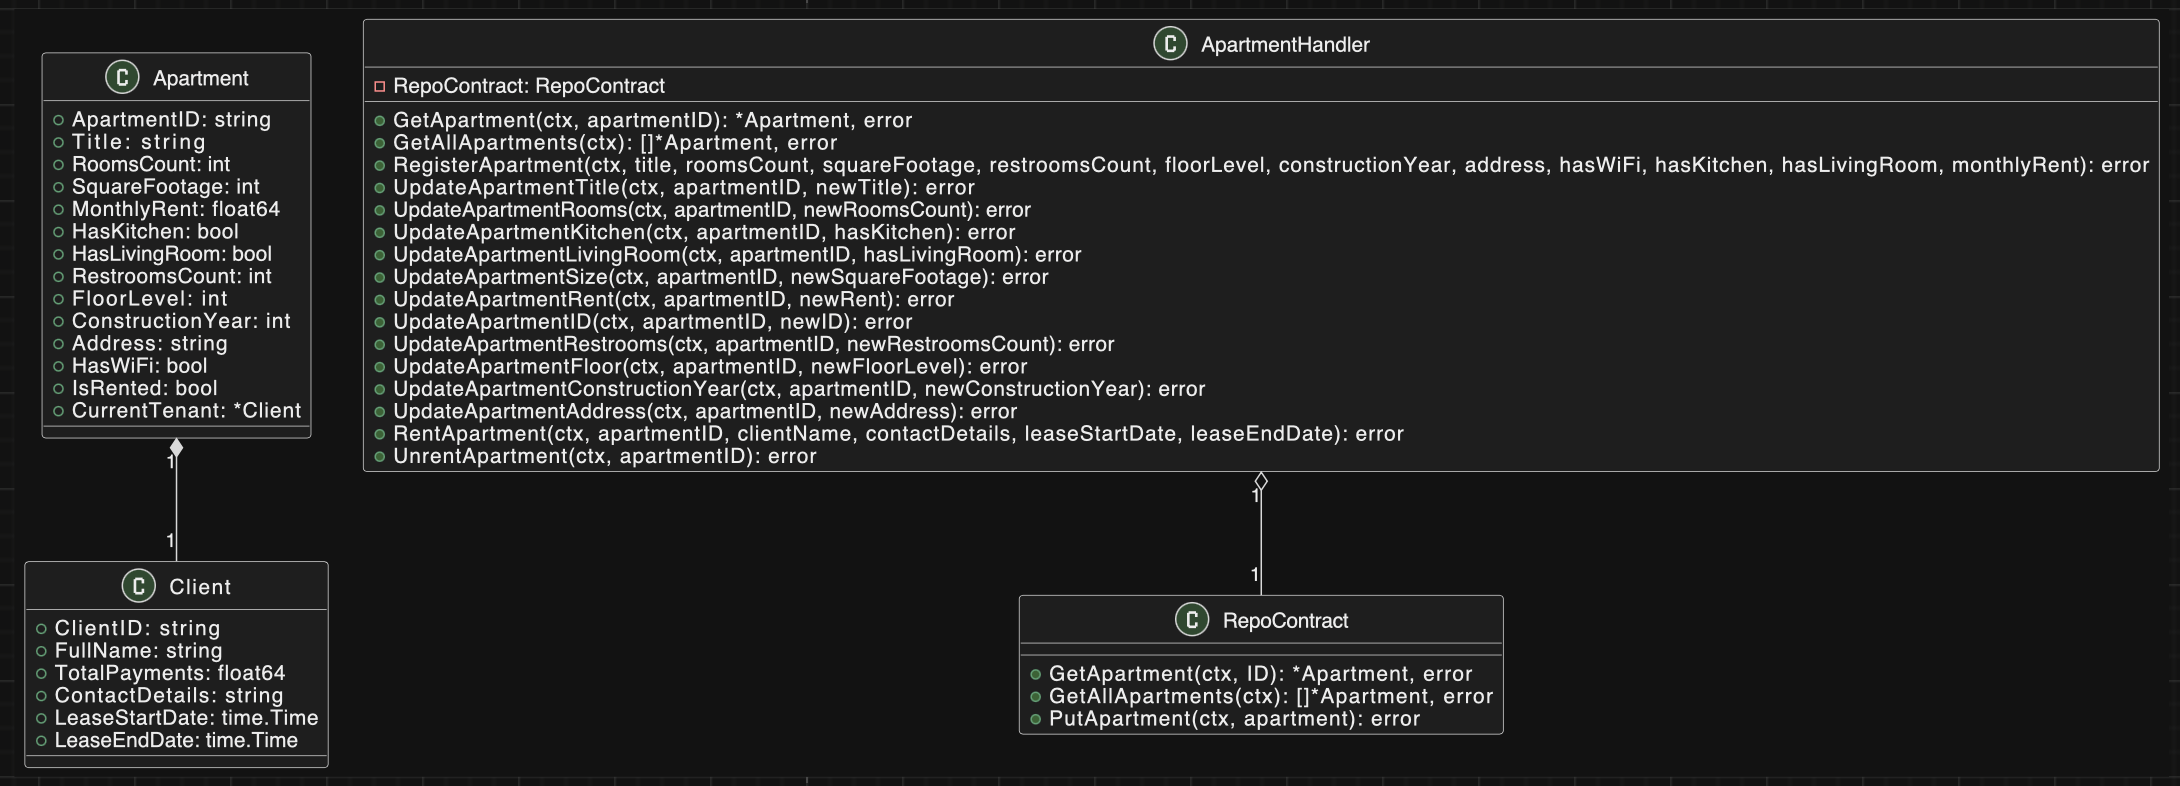 C Apartment
ApartmentID: string
Title: string
RoomsCount: int
SquareFootage: int
MonthlyRent: float64
HasKitchen: bool
HasLivingRoom: bool
RestroomsCount: int
FloorLevel: int
ConstructionYear: int
Address: string
HasWiFi: bool
IsRented: bool
CurrentTenant: *Client
1
1
C Client
ClientID: string
FullName: string
TotalPayments: float64
ContactDetails: string
LeaseStartDate: time.Time
LeaseEndDate: time.Time
C ApartmentHandler
RepoContract: RepoContract
GetApartment(ctx, apartmentID): *Apartment, error
GetAllApartments(ctx): []*Apartment, error
RegisterApartment(ctx, title, roomsCount, squareFootage, restroomsCount, floorLevel, constructionYear, address, hasWiFi, hasKitchen, hasLivingRoom, monthlyRent): error
UpdateApartmentTitle(ctx, apartmentID, newTitle): error
UpdateApartmentRooms(ctx, apartmentID, newRoomsCount): error
UpdateApartmentKitchen(ctx, apartmentID, hasKitchen): error
UpdateApartmentLivingRoom(ctx, apartmentID, hasLivingRoom): error
UpdateApartmentSize(ctx, apartmentID, newSquareFootage): error
UpdateApartmentRent(ctx, apartmentID, newRent): error
UpdateApartmentID(ctx, apartmentID, newID): error
UpdateApartmentRestrooms(ctx, apartmentID, newRestroomsCount): error
UpdateApartmentFloor(ctx, apartmentID, newFloorLevel): error
UpdateApartmentConstructionYear(ctx, apartmentID, newConstructionYear): error
UpdateApartmentAddress(ctx, apartmentID, newAddress): error
RentApartment(ctx, apartmentID, clientName, contactDetails, leaseStartDate, leaseEndDate): error
UnrentApartment(ctx, apartmentID): error
1
1
C RepoContract
GetApartment(ctx, ID): *Apartment, error
GetAllApartments(ctx): []*Apartment, error
PutApartment(ctx, apartment): error